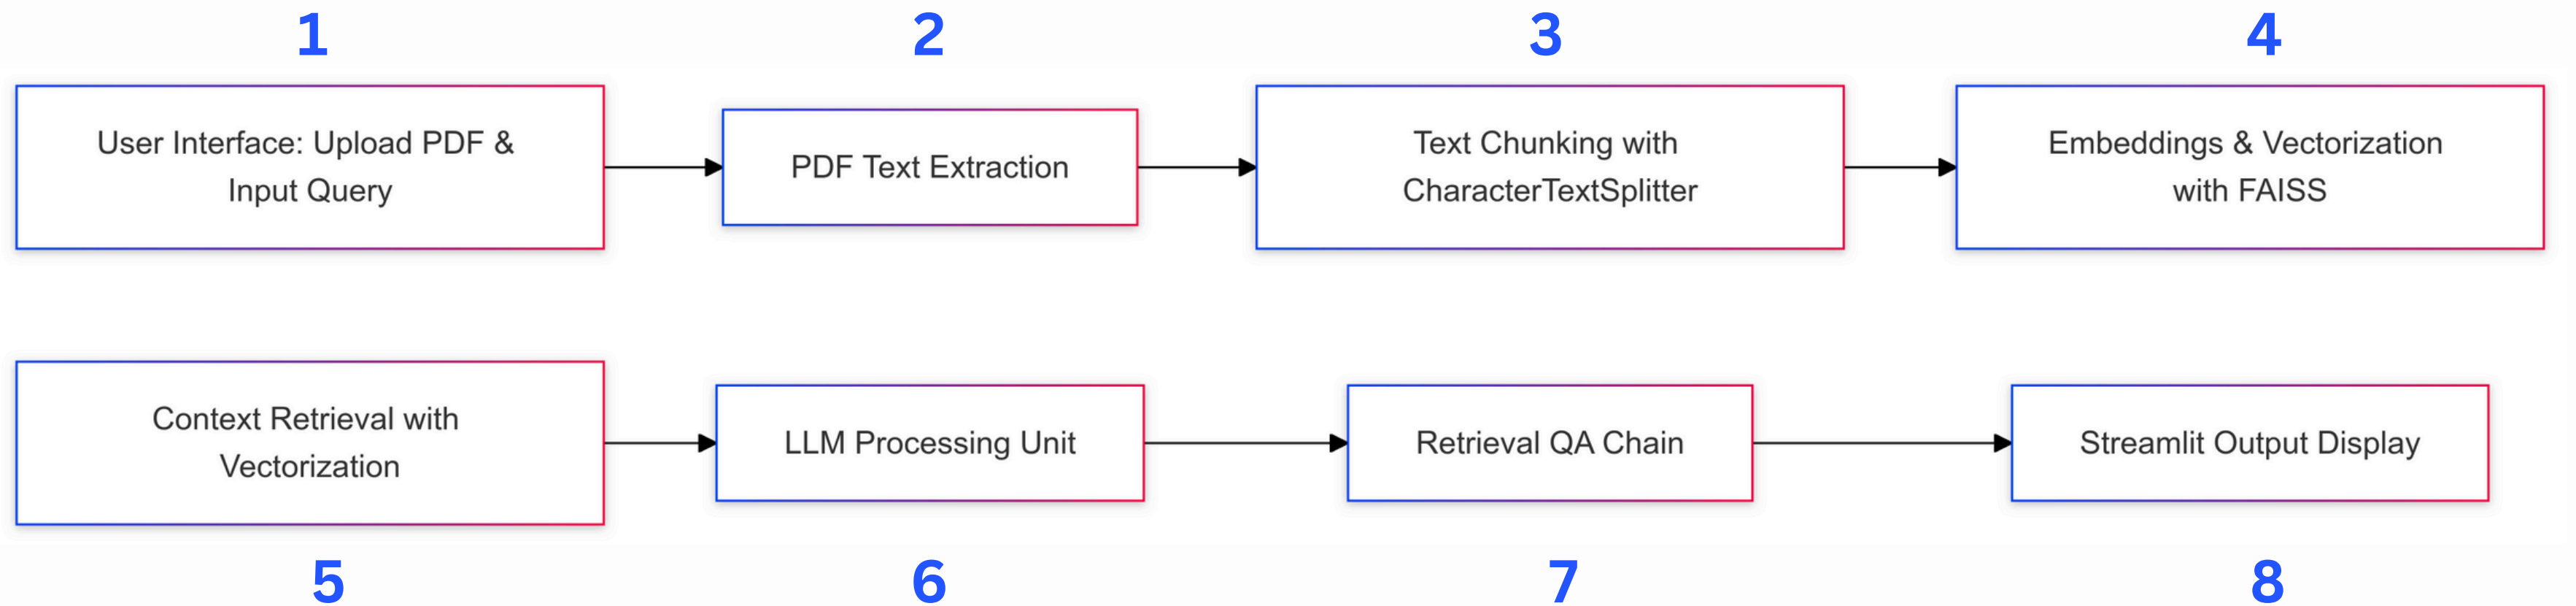 1
2
3
4
User Interface: Upload PDF &
Input Query
PDF Text Extraction
Text Chunking with
CharacterTextSplitter
Embeddings & Vectorization
with FAISS
Context Retrieval with
Vectorization
LLM Processing Unit
Retrieval QA Chain
Streamlit Output Display
5
6
7
8